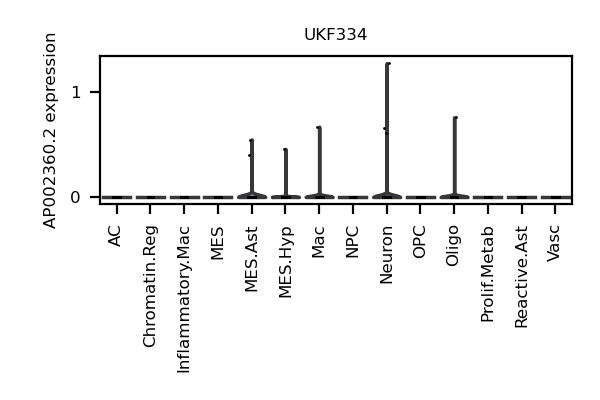 UKF334
AP002360.2 expression
1
0
AC
Chromatin.Reg
Inflammatory.Mac
MES
MES.Ast
MES.Hyp
Mac
NPC
Neuron
OPC
Oligo
Prolif.Metab
Reactive.Ast
Vasc